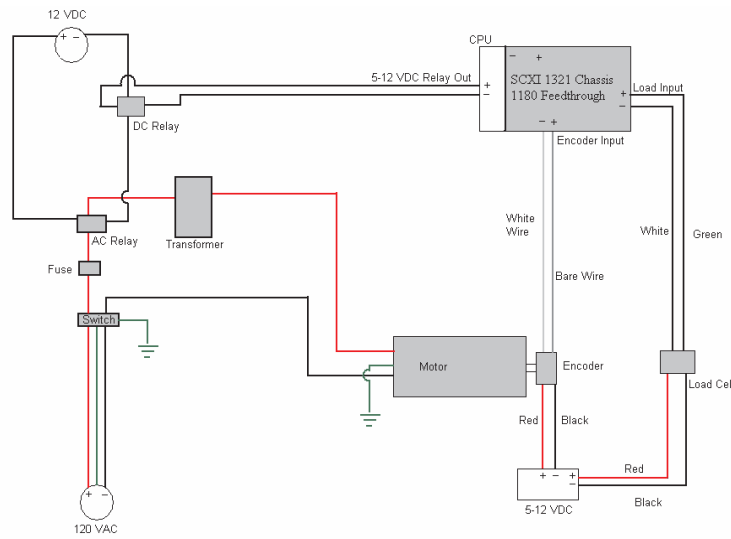 12 VDC
+ −
CPU
5-12 VDC Relay Out
+
−
− +
SCXI 1321 Chassis
1180 Feedthrough
+
−
Load Input
− +
Encoder Input
DC Relay
AC Relay
Transformer
White
Wire
White
Green
Fuse
Bare Wire
Switch
Motor
Encoder
Load Cel
Red
Black
+ − +
−
Red
Black
5-12 VDC
+ −
120 VAC